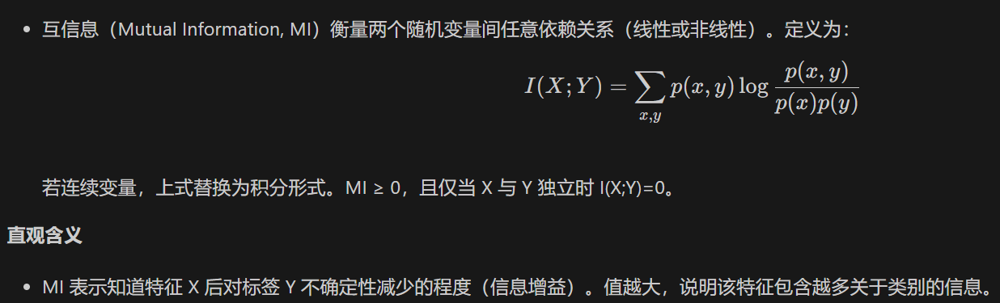 • 互信息（Mutual Information, MI）衡量两个随机变量间任意依赖关系（线性或非线性）。定义为：
I(X;Y) = ∑_{x,y} p(x,y) log \frac{p(x,y)}{p(x)p(y)}
若连续变量，上式替换为积分形式。MI ≥ 0，且仅当 X 与 Y 独立时 I(X;Y)=0。
直观含义
• MI 表示知道特征 X 后对标签 Y 不确定性减少的程度（信息增益）。值越大，说明该特征包含越多关于类别的信息。